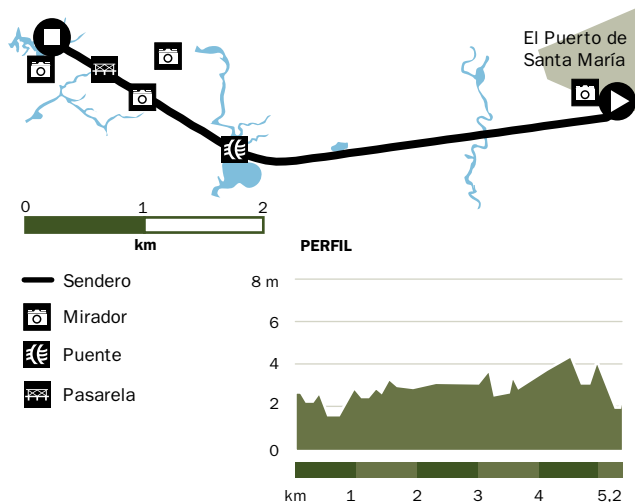 El Puerto de
Santa María
0 1 2
km
PERFIL
Sendero
Mirador
Puente
Pasarela
8 m
6
4
2
0
km 1 2 3 4 5,2